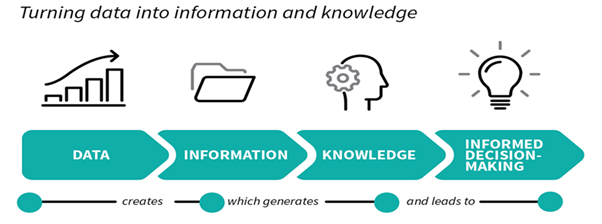 Turning data into information and knowledge
DATA
INFORMATION
KNOWLEDGE
INFORMED
DECISION-
MAKING
creates
which generates
and leads to